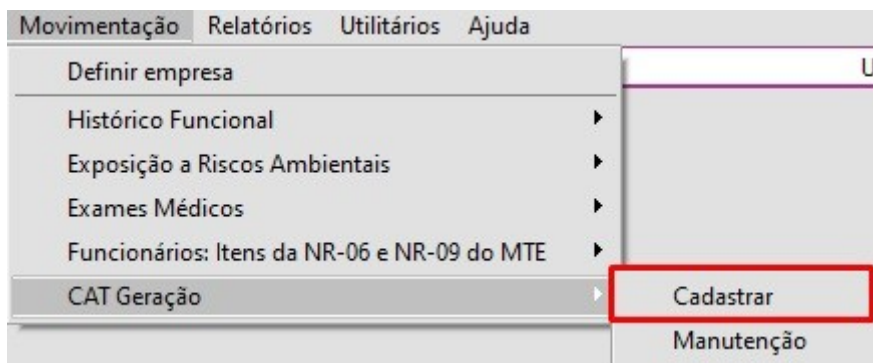 Movimentação Relatórios Utilitários Ajuda
Definir empresa
U
Histórico Funcional
Exposição a Riscos Ambientais
Exames Médicos
Funcionários: Itens da NR-06 e NR-09 do MTE
CAT Geração
Cadastrar
Manutenção